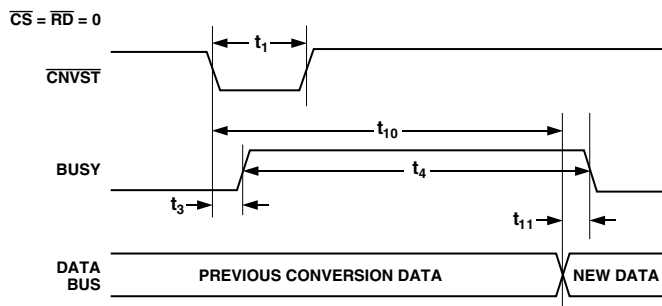 CS = RD = 0
t1
CNVST
t10
BUSY
t4
t3
t11
DATA
BUS
PREVIOUS CONVERSION DATA
NEW DATA